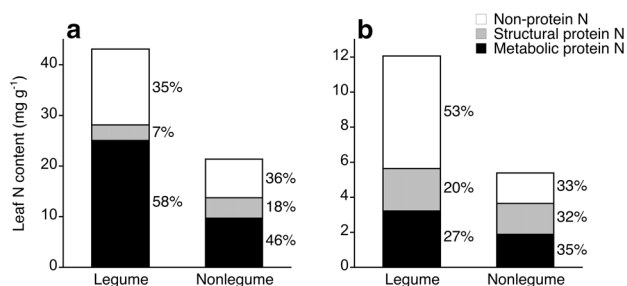 a
b
Non-protein N
Structural protein N
Metabolic protein N
Leaf N content (mg g-1)
40
30
20
10
0
35%
7%
58%
36%
18%
46%
Legume
Nonlegume
12
10
8
6
4
2
0
53%
20%
27%
33%
32%
35%
Legume
Nonlegume